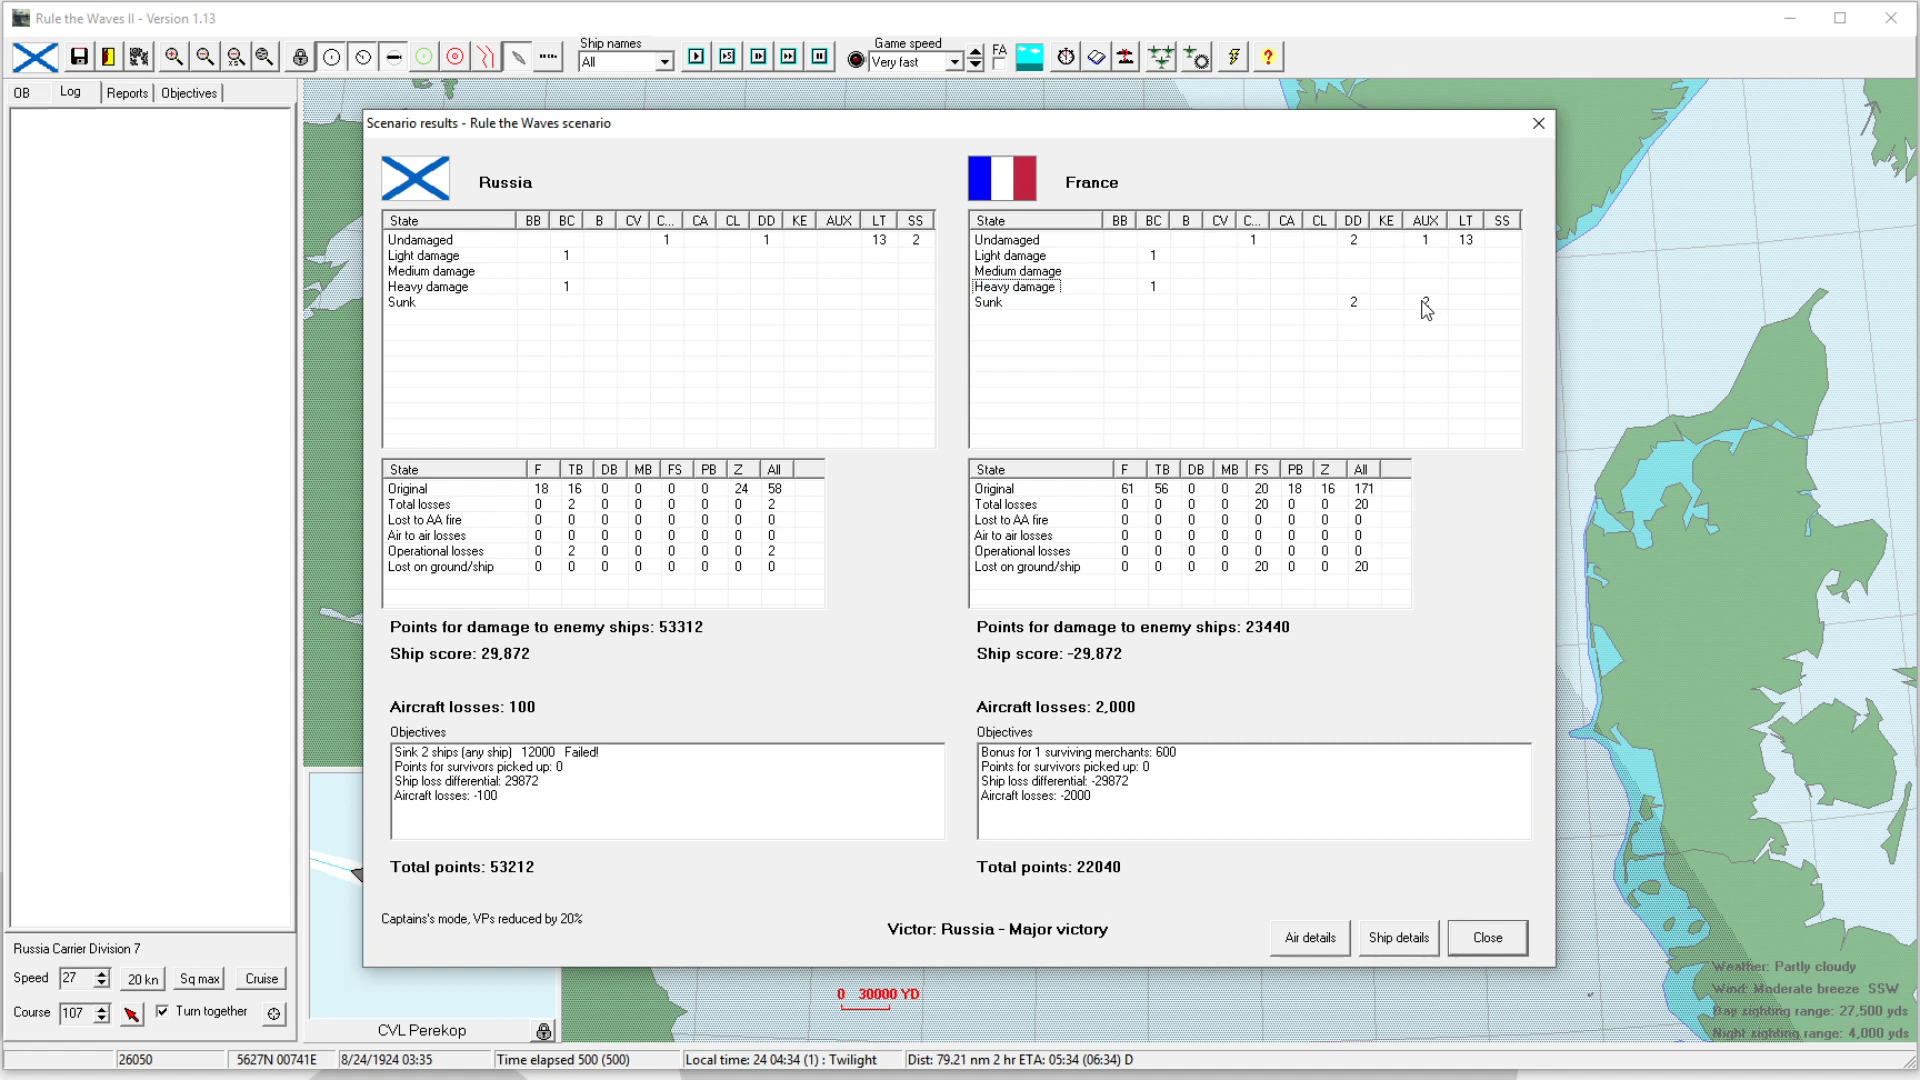 Rule the Waves II - Version 1.13
Ship names
All
Game speed
Very fast
FA
OB Log Reports Objectives
Scenario results - Rule the Waves scenario
Russia
State BB BC B CV C... CA CL DD KE AUX LT SS
Undamaged 1 1 13 2
Light damage 1
Medium damage
Heavy damage 1
Sunk
State F TB DB MB FS PB Z All
Original 18 16 0 0 0 0 24 58
Total losses 0 2 0 0 0 0 0 2
Lost to AA fire 0 0 0 0 0 0 0 0
Air to air losses 0 0 0 0 0 0 0 0
Operational losses 0 2 0 0 0 0 0 2
Lost on ground/ship 0 0 0 0 0 0 0 0
Points for damage to enemy ships: 53312
Ship score: 29,872
Aircraft losses: 100
Objectives
Sink 2 ships (any ship) 12000 Failed!
Points for survivors picked up: 0
Ship loss differential: 29872
Aircraft losses: -100
Total points: 53212
Captains's mode, VPs reduced by 20%
France
State BB BC B CV C... CA CL DD KE AUX LT SS
Undamaged 1 2 1 13
Light damage 1
Medium damage
Heavy damage 1
Sunk 2
State F TB DB MB FS PB Z All
Original 61 56 0 0 20 18 16 171
Total losses 0 0 0 0 20 0 0 20
Lost to AA fire 0 0 0 0 0 0 0 0
Air to air losses 0 0 0 0 0 0 0 0
Operational losses 0 0 0 0 0 0 0 0
Lost on ground/ship 0 0 0 0 20 0 0 20
Points for damage to enemy ships: 23440
Ship score: -29,872
Aircraft losses: 2,000
Objectives
Bonus for 1 surviving merchants: 600
Points for survivors picked up: 0
Ship loss differential: -29872
Aircraft losses: -2000
Total points: 22040
Victor: Russia - Major victory
Air details
Ship details
Close
Russia Carrier Division 7
Speed 27 20 kn Sq max Cruise
Course 107 Turn together
CVL Perekop
0 30000 YD
Weather: Partly cloudy
Wind: Moderate breeze SSW
Day sighting range: 27,500 yds
Night sighting range: 4,000 yds
26050
5627N 00741E
8/24/1924 03:35
Time elapsed 500 (500)
Local time: 24 04:34 (1) : Twilight
Dist: 79.21 nm 2 hr ETA: 05:34 (06:34) D